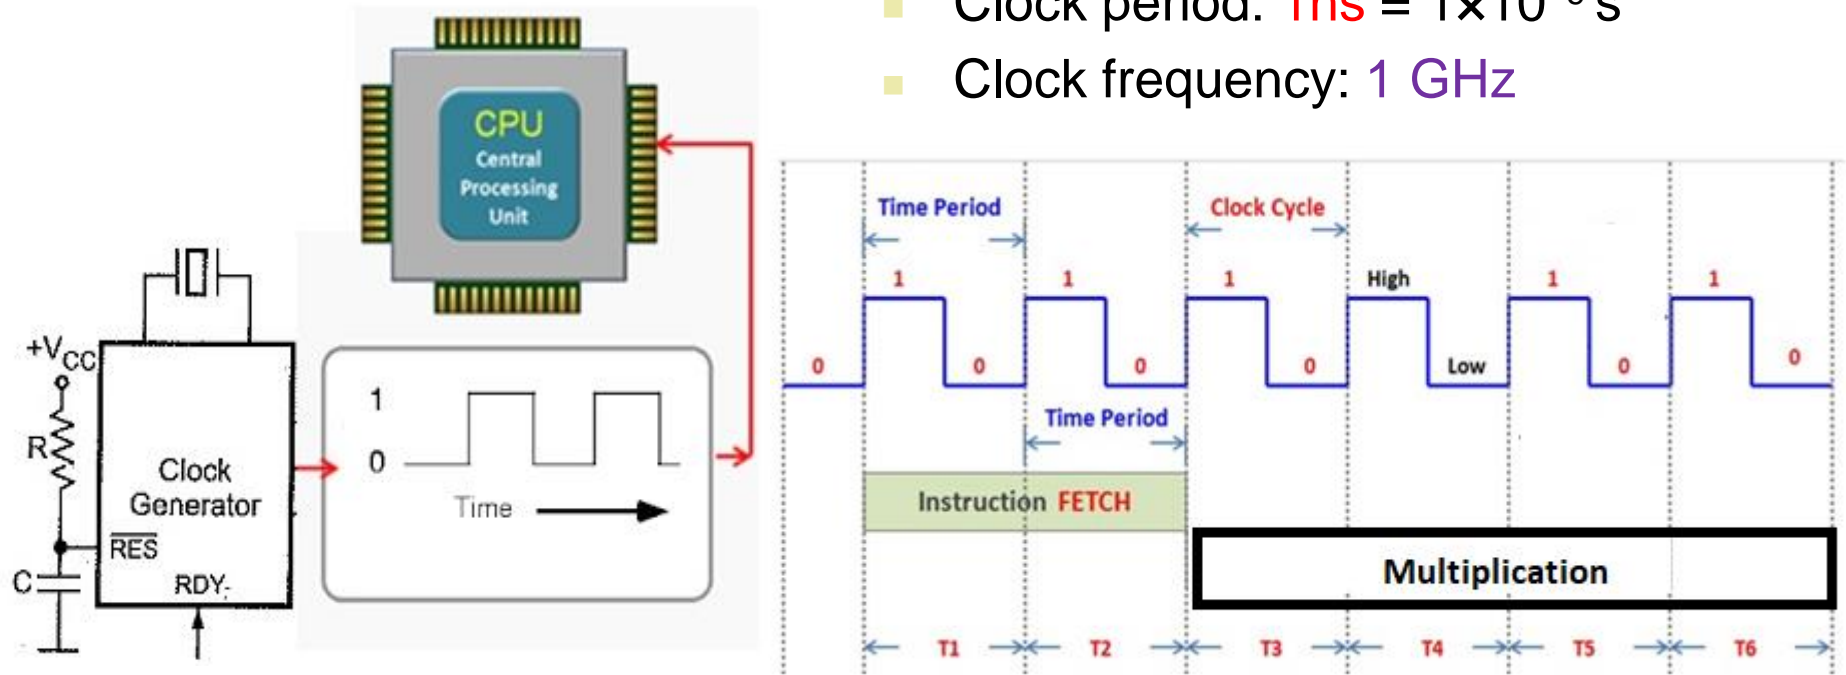 Clock period: 1ns = 1×10 s
Clock frequency: 1 GHz
CPU
Central
Processing
Unit
+VCC
R
C
Clock
Generator
RES
RDY
1
0
Time
Time Period
Clock Cycle
1
1
1
High
1
1
0
0
0
0
Low
0
0
Time Period
Instruction FETCH
Multiplication
T1
T2
T3
T4
T5
T6